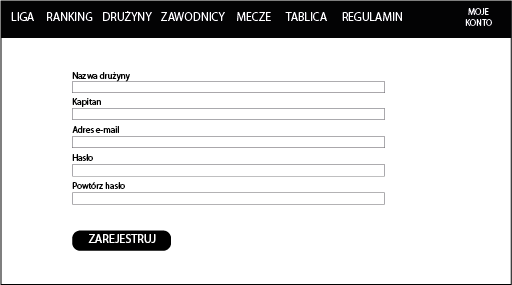 LIGA RANKING DRUŻYNY ZAWODNICY MECZE TABLICA REGULAMIN MOJE KONTO
Nazwa drużyny
Kapitan
Adres e-mail
Hasło
Powtórz hasło
ZAREJESTRUJ